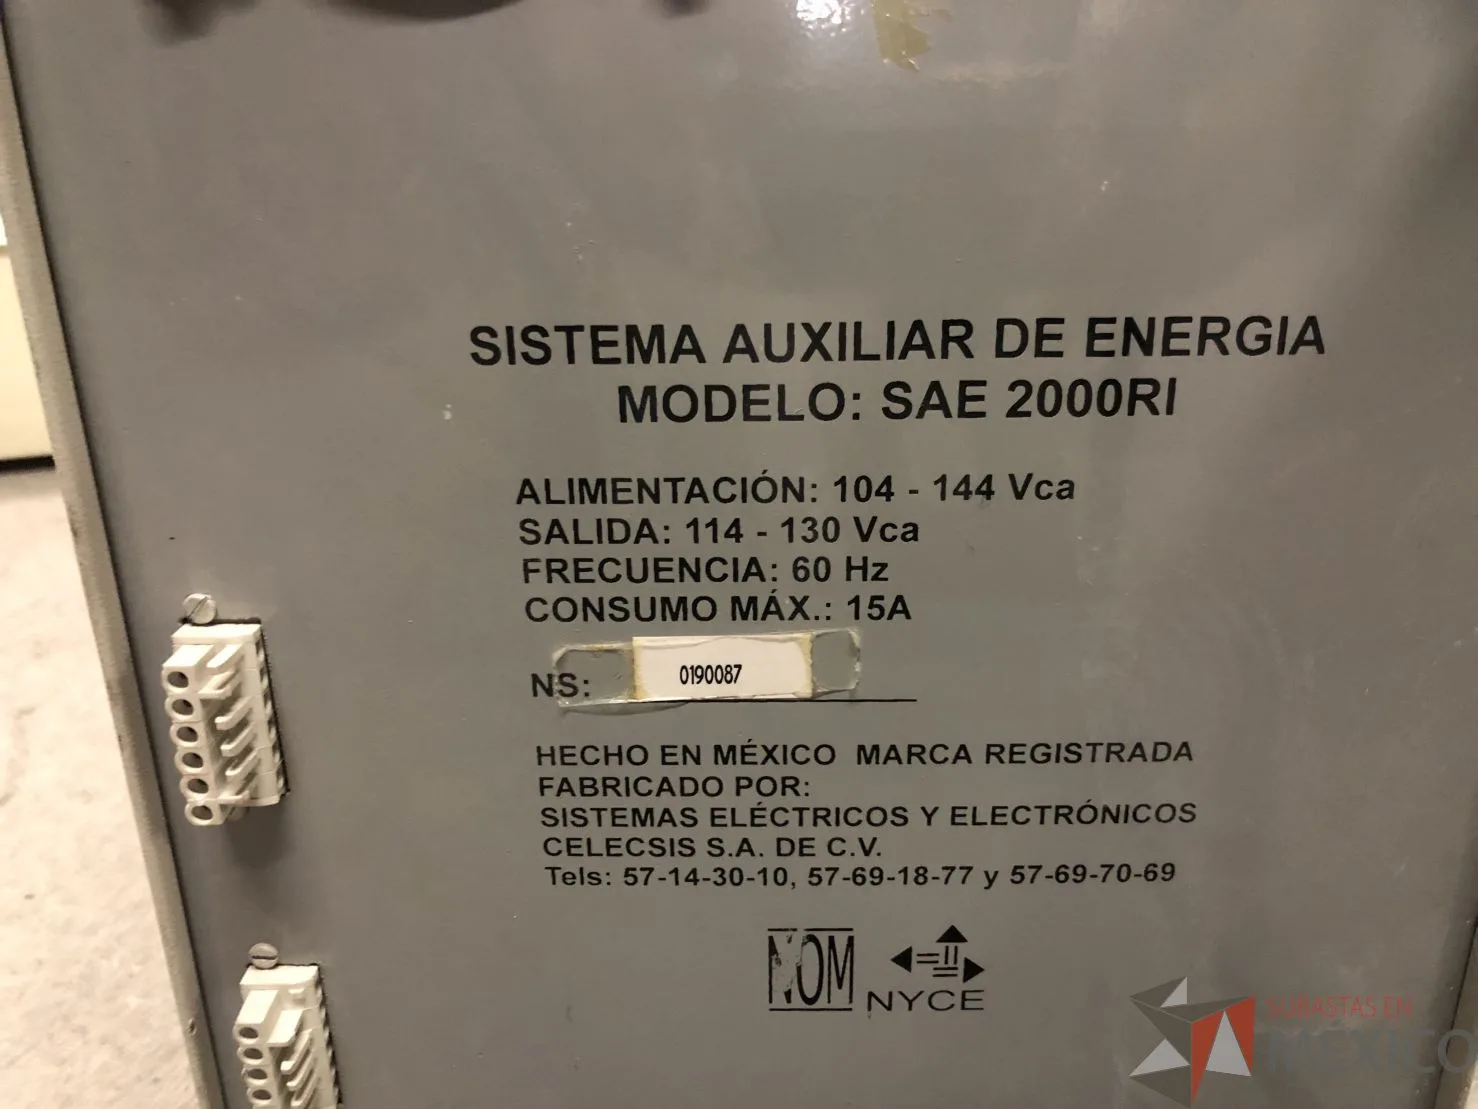 SISTEMA AUXILIAR DE ENERGIA
MODELO: SAE 2000RI
ALIMENTACIÓN: 104 - 144 Vca
SALIDA: 114 - 130 Vca
FRECUENCIA: 60 Hz
CONSUMO MÁX.: 15A
NS: 0190087
HECHO EN MÉXICO MARCA REGISTRADA
FABRICADO POR:
SISTEMAS ELÉCTRICOS Y ELECTRÓNICOS
CELECSIS S.A. DE C.V.
Tels: 57-14-30-10, 57-69-18-77 y 57-69-70-69
NOM
NYCE
SUBASTAS EN
MÉXICO